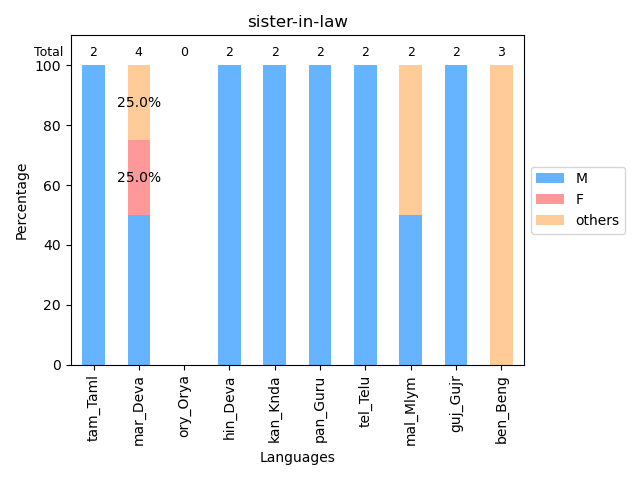 sister-in-law
Total 2 4 0 2 2 2 2 2 2 3
100
80
60
40
20
0
Percentage
25.0%
25.0%
tam_Taml
mar_Deva
ory_Orya
hin_Deva
kan_Knda
pan_Guru
tel_Telu
mal_Mlym
guj_Gujr
ben_Beng
Languages
M
F
others